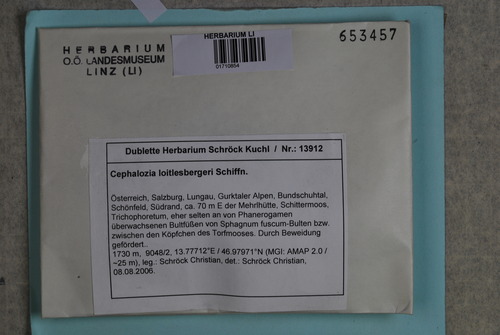 HERBARIUM
O.Ö. LANDESMUSEUM
LINZ (LI)
HERBARIUM LI
01710654
653457
Dublette Herbarium Schröck Kuchl / Nr.: 13912
Cephalozia loitlesbergeri Schiffn.
Österreich, Salzburg, Lungau, Gurktaler Alpen, Bundschuhtal,
Schönfeld, Südrand, ca. 70 m E der Mehrlhütte, Schittermoos,
Trichophoretum, eher selten an von Phanerogamen
überwachsenen Bultfüßen von Sphagnum fuscum-Bulten bzw.
zwischen den Köpfchen des Torfmooses. Durch Beweidung
gefördert..
1730 m, 9048/2, 13.77712°E / 46.97971°N (MGI: AMAP 2.0 /
~25 m), leg.: Schröck Christian, det.: Schröck Christian,
08.08.2006.